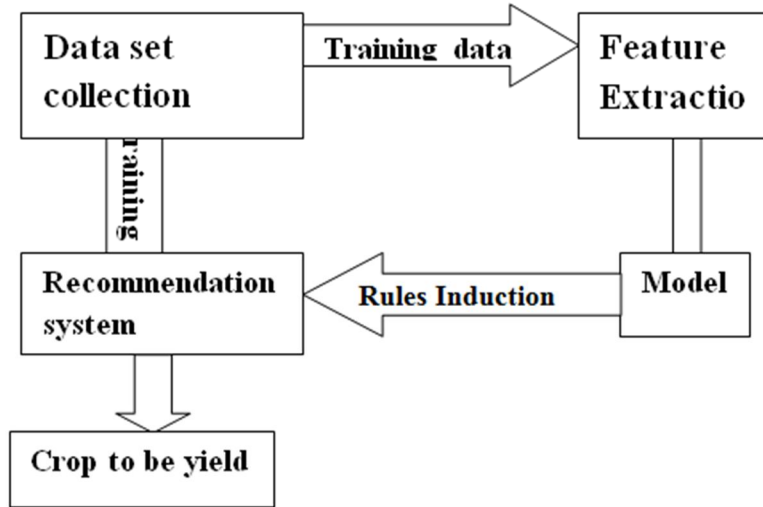 Data set
collection
Training data
Feature
Extractio
raining
Recommendation
system
Rules Induction
Model
Crop to be yield